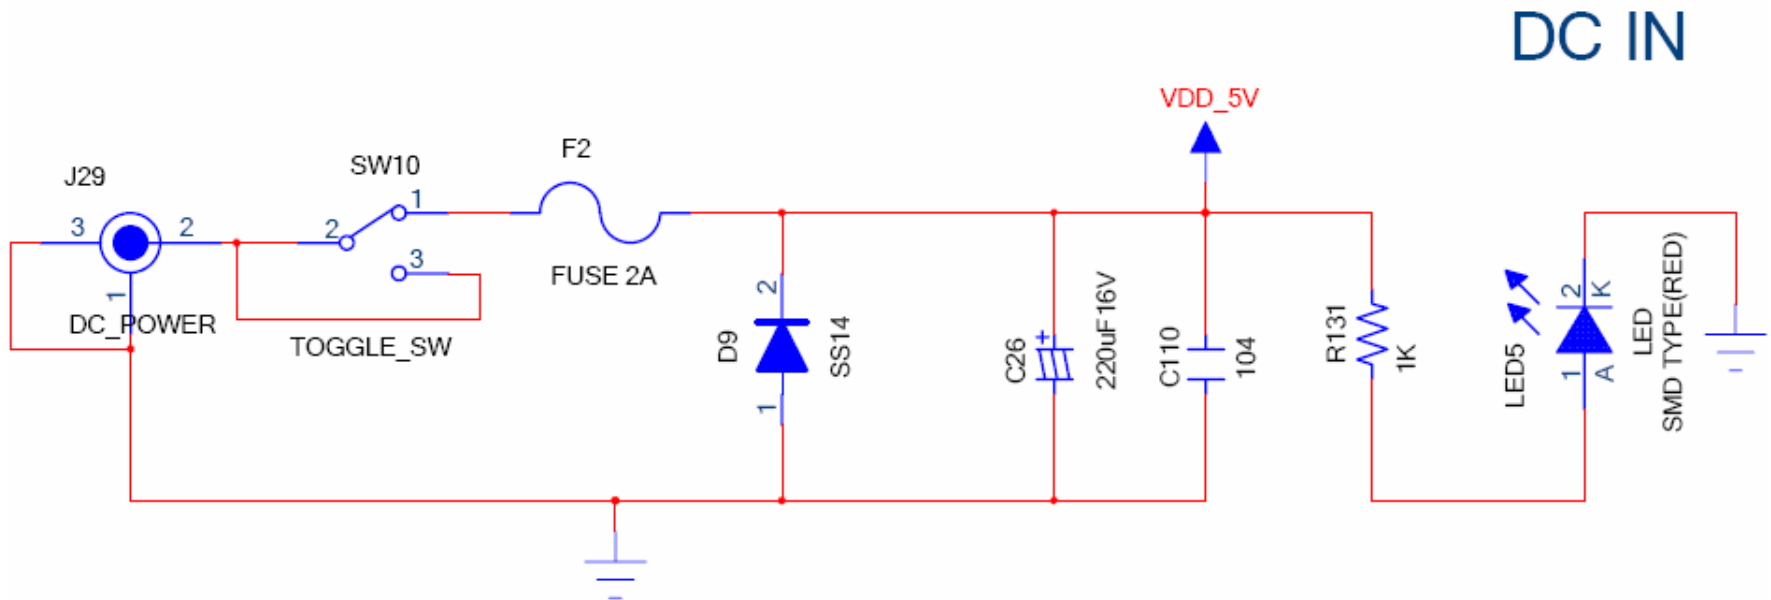 DC IN
VDD_5V
J29
3
2
1
DC_POWER
SW10
2
1
3
TOGGLE_SW
F2
FUSE 2A
D9
2
1
SS14
C26
+
220uF16V
C110
104
R131
1K
LED5
2
K
1
A
LED
SMD TYPE(RED)